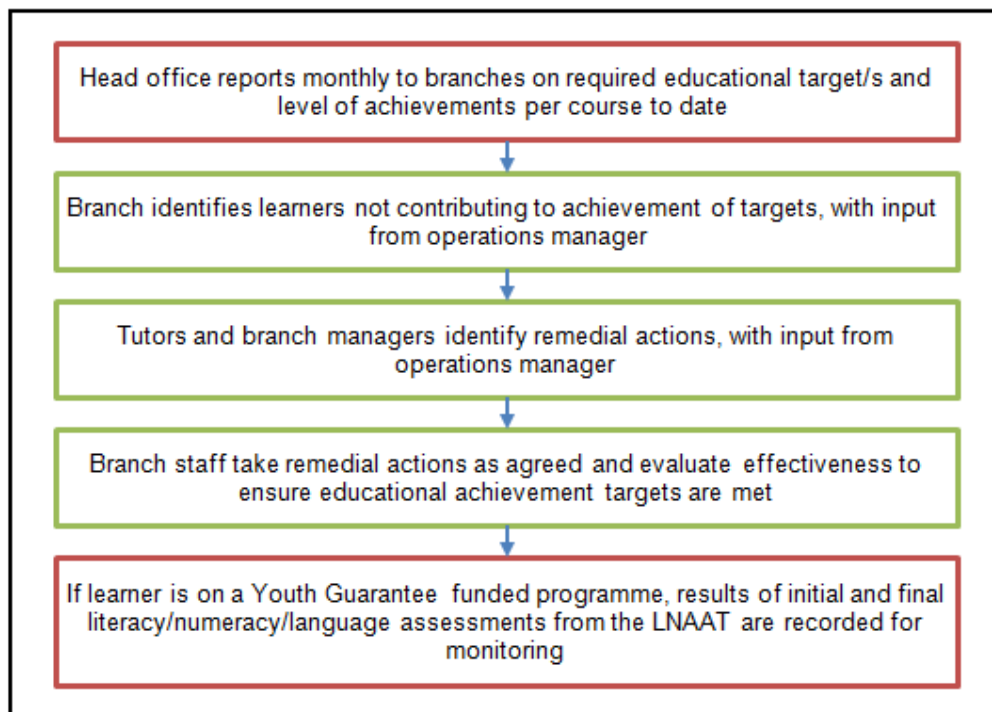 Head office reports monthly to branches on required educational target/s and
level of achievements per course to date
Branch identifies learners not contributing to achievement of targets, with input
from operations manager
Tutors and branch managers identify remedial actions, with input from
operations manager
Branch staff take remedial actions as agreed and evaluate effectiveness to
ensure educational achievement targets are met
If learner is on a Youth Guarantee funded programme, results of initial and final
literacy/numeracy/language assessments from the LNAAT are recorded for
monitoring